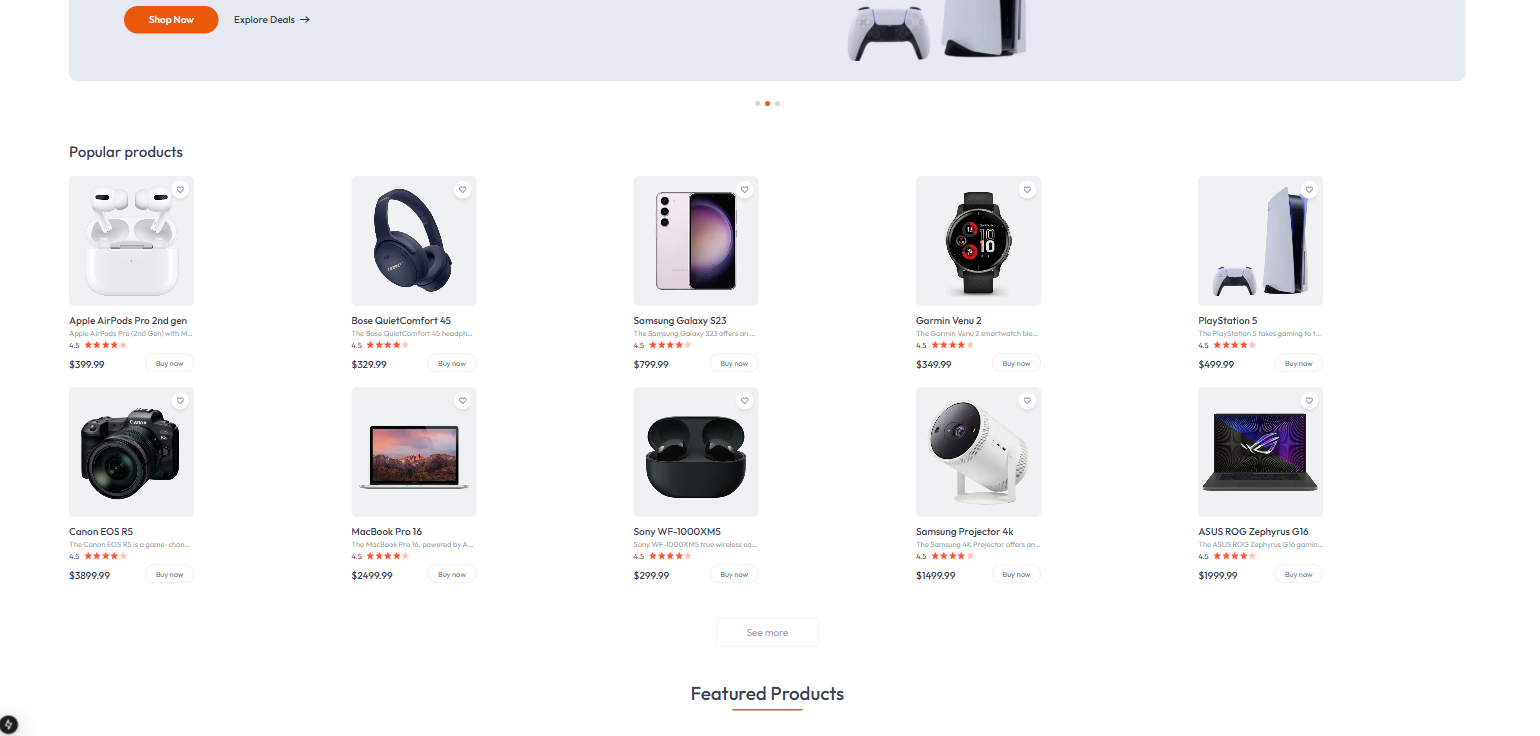 Shop Now
Explore Deals →
Popular products
Apple AirPods Pro 2nd gen
Apple AirPods Pro (2nd Gen) with M...
4.5
$399.99
Buy now
Bose QuietComfort 45
The Bose QuietComfort 45 headph...
4.5
$329.99
Buy now
Samsung Galaxy S23
The Samsung Galaxy S23 offers an ...
4.5
$799.99
Buy now
Garmin Venu 2
The Garmin Venu 2 smartwatch ble...
4.5
$349.99
Buy now
PlayStation 5
The PlayStation 5 takes gaming to t...
4.5
$499.99
Buy now
Canon
Canon EOS R5
The Canon EOS R5 is a game-chan...
4.5
$3899.99
Buy now
MacBook Pro 16
The MacBook Pro 16, powered by A...
4.5
$2499.99
Buy now
Sony WF-1000XM5
Sony WF-1000XM5 true wireless ea...
4.5
$299.99
Buy now
Samsung Projector 4k
The Samsung 4K Projector offers an...
4.5
$1499.99
Buy now
ASUS ROG Zephyrus G16
The ASUS ROG Zephyrus G16 gamin...
4.5
$1999.99
Buy now
See more
Featured Products